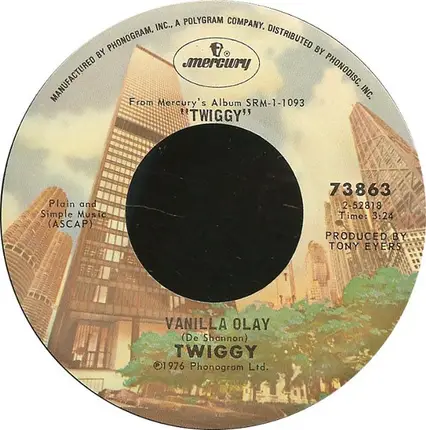 MANUFACTURED BY PHONOGRAM, INC., A POLYGRAM COMPANY, DISTRIBUTED BY PHONODISC, INC.
mercury
From Mercury's Album SRM-1-1093
"TWIGGY"
73863
2-52818
Time: 3:24
Plain and
Simple Music
(ASCAP)
PRODUCED BY
TONY EYERS
VANILLA OLAY
(De Shannon)
TWIGGY
℗1976 Phonogram Ltd.